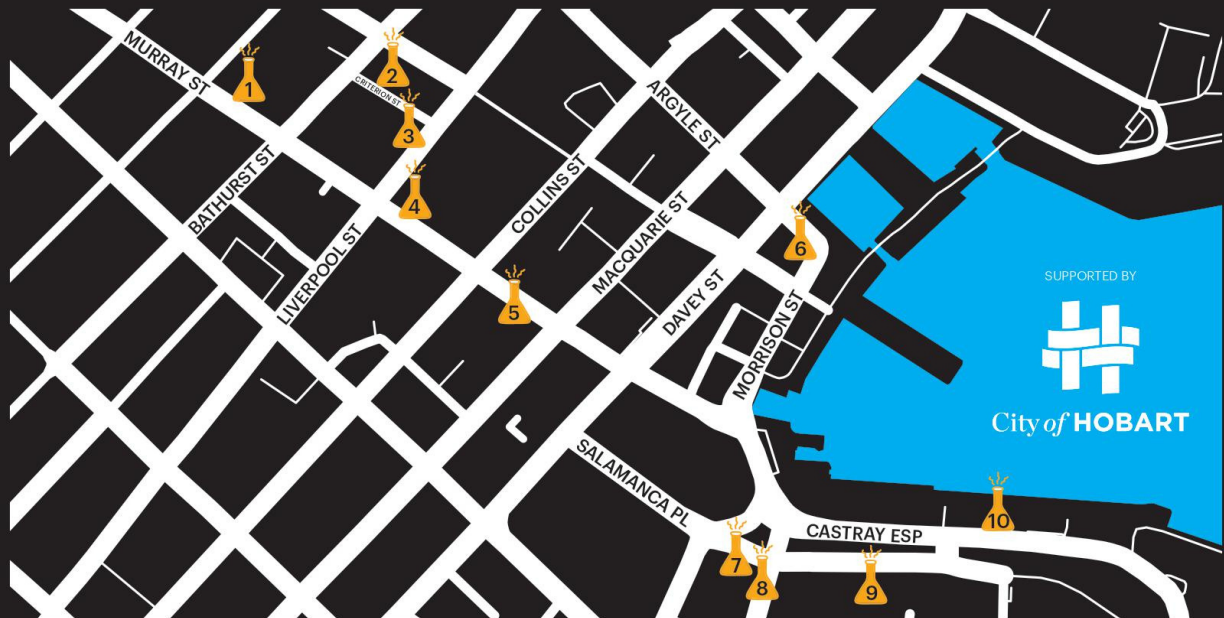 MURRAY ST
1
2
CRITERION ST
3
4
BATHURST ST
LIVERPOOL ST
COLLINS ST
5
MACQUARIE ST
ARGYLE ST
6
DAVEY ST
MORRISON ST
SUPPORTED BY
City of HOBART
SALAMANCA PL
7
8
CASTRAY ESP
9
10